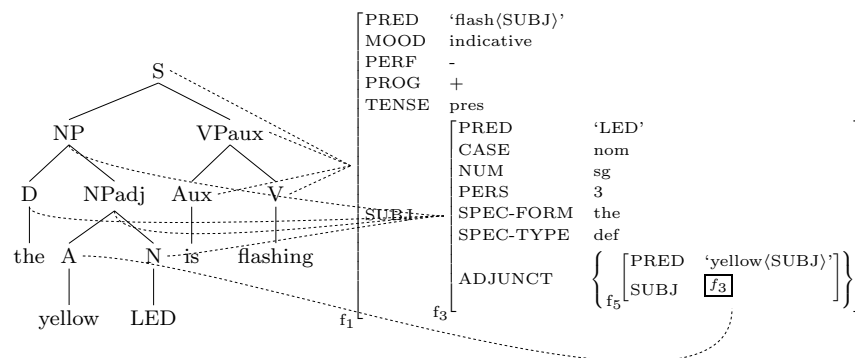 S
NP VPaux
D NPadj Aux V
the A N is flashing
yellow LED
PRED ‘flash⟨SUBJ⟩’
MOOD indicative
PERF -
PROG +
TENSE pres
SUBJ
PRED ‘LED’
CASE nom
NUM sg
PERS 3
SPEC-FORM the
SPEC-TYPE def
ADJUNCT
PRED ‘yellow⟨SUBJ⟩’
SUBJ f3
f5
f3
f1